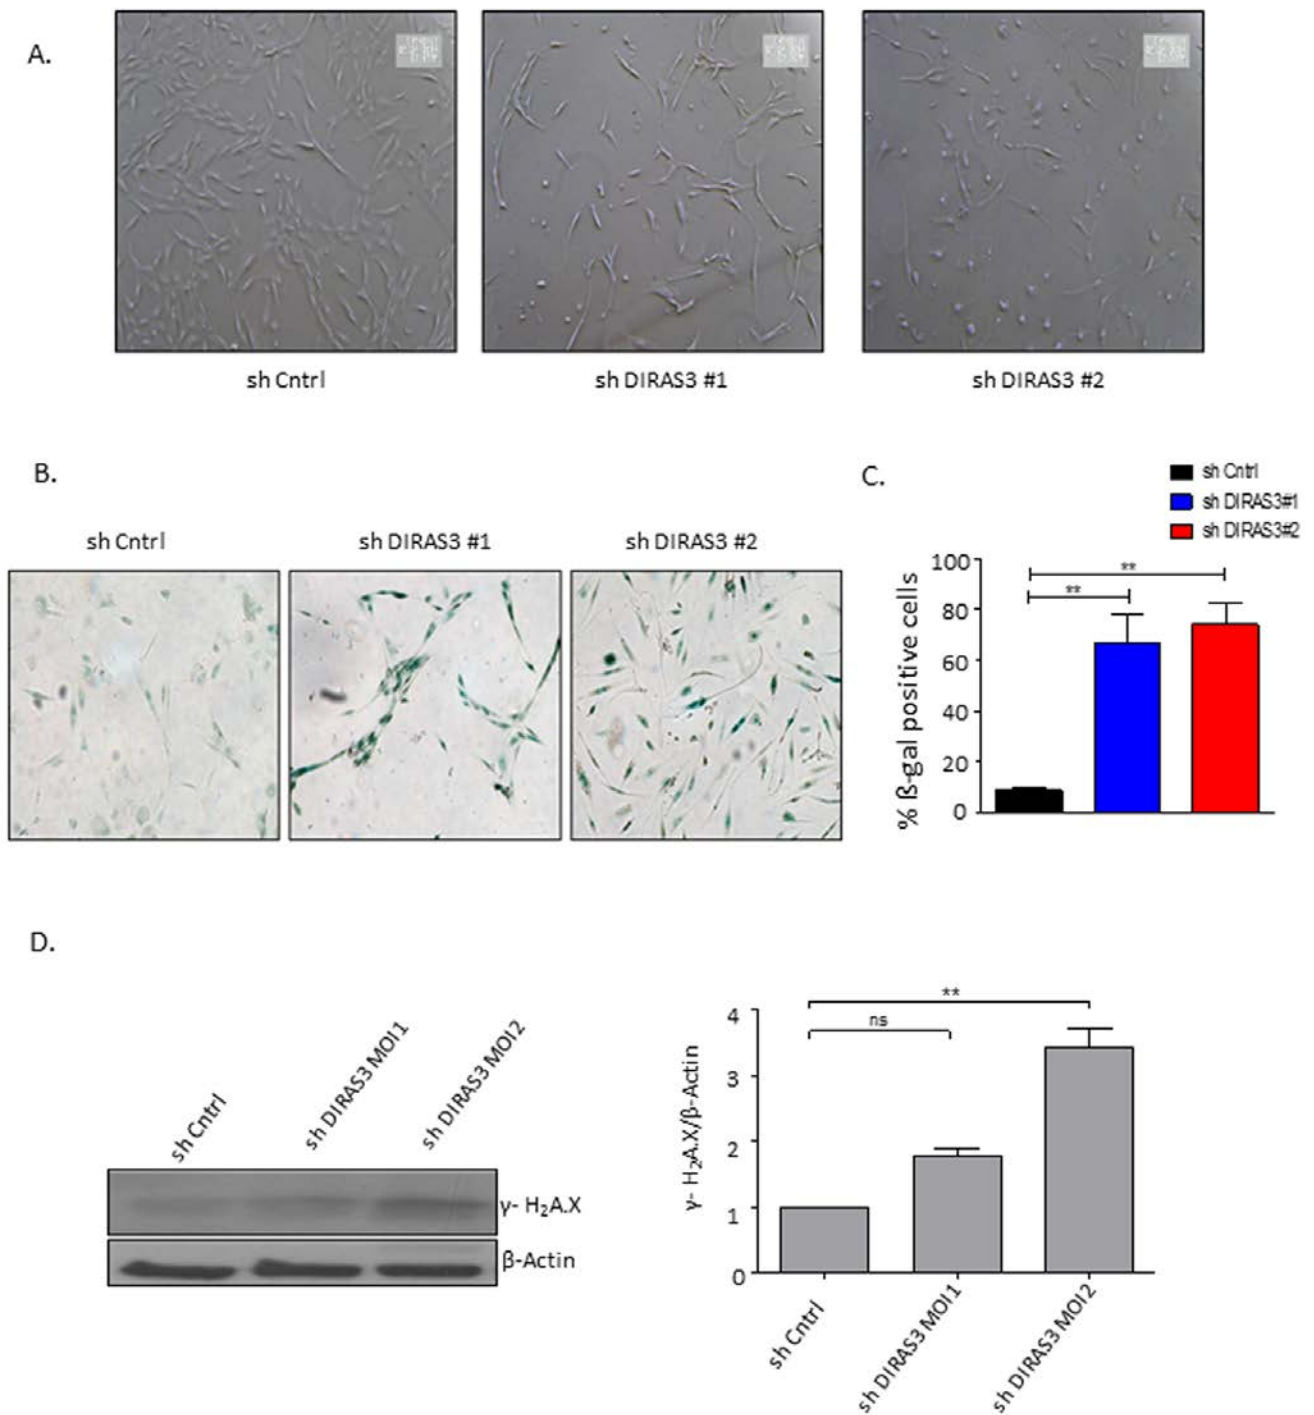 A.
sh Cntrl
sh DIRAS3 #1
sh DIRAS3 #2
B.
sh Cntrl
sh DIRAS3 #1
sh DIRAS3 #2
C.
sh Cntrl
sh DIRAS3#1
sh DIRAS3#2
% ß-gal positive cells
100
80
60
40
20
0
**
**
D.
sh Cntrl
sh DIRAS3 MOI1
sh DIRAS3 MOI2
γ- H₂A.X
β-Actin
γ- H₂A.X/β-Actin
4
3
2
1
0
**
ns
sh Cntrl
sh DIRAS3 MOI1
sh DIRAS3 MOI2